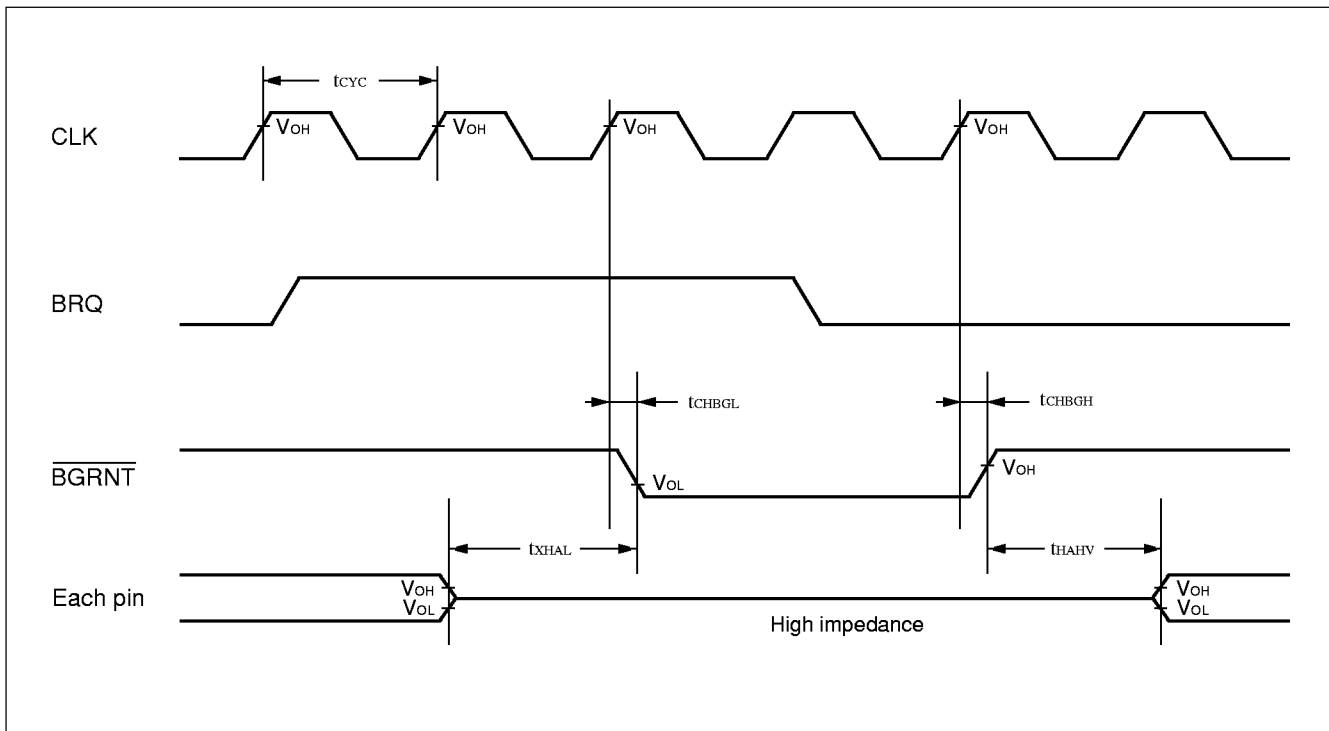 tCYC
CLK
VOH
VOH
VOH
VOH
BRQ
tCHBGL
tCHBGH
BGRNT
VOL
VOH
tXHAL
tHAHV
Each pin
VOH
VOL
VOH
VOL
High impedance